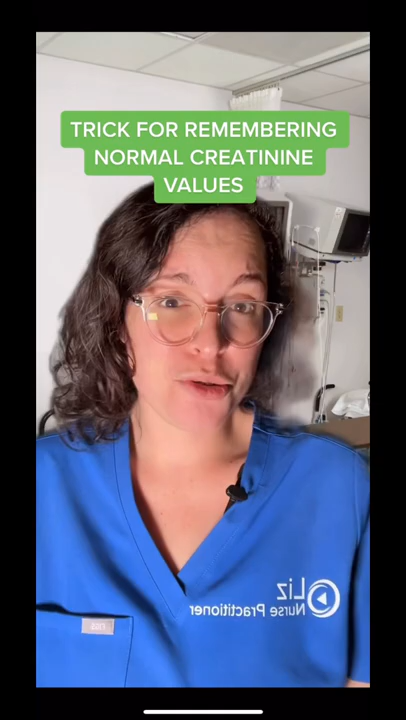 TRICK FOR REMEMBERING
NORMAL CREATININE
VALUES
Liz
Nurse Practitioner